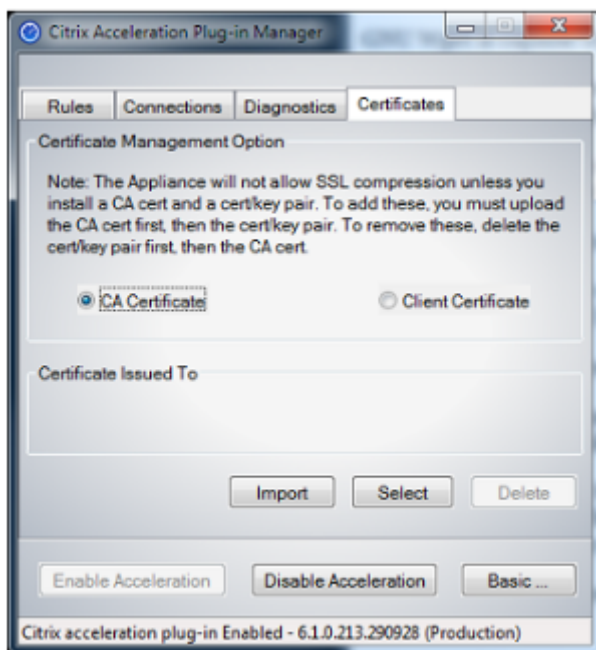 Citrix Acceleration Plug-in Manager
Rules Connections Diagnostics Certificates
Certificate Management Option
Note: The Appliance will not allow SSL compression unless you
install a CA cert and a cert/key pair. To add these, you must upload
the CA cert first, then the cert/key pair. To remove these, delete the
cert/key pair first, then the CA cert.
CA Certificate Client Certificate
Certificate Issued To
Import Select Delete
Enable Acceleration Disable Acceleration Basic ...
Citrix acceleration plug-in Enabled - 6.1.0.213.290928 (Production)